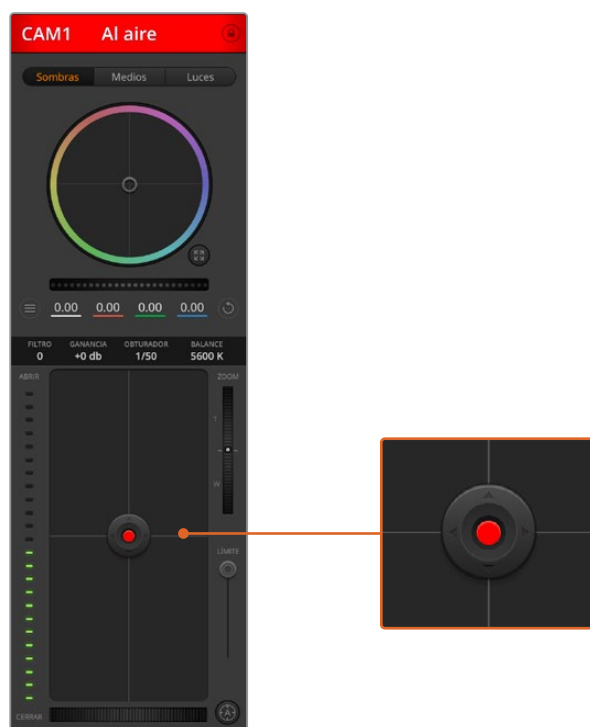 CAM1 Al aire
Sombras Medios Luces
0.00 0.00 0.00 0.00
FILTRO GANANCIA OBTURADOR BALANCE
0 +0 db 1/50 5600 K
ABRIR ZOOM
T
W
LÍMITE
CERRAR A